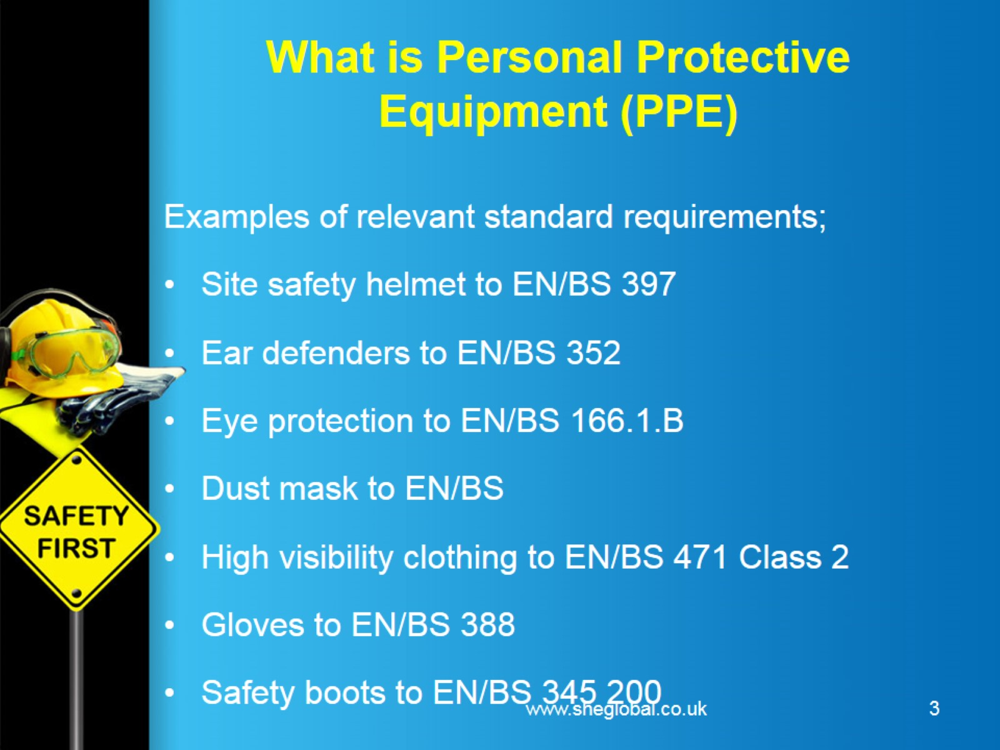 What is Personal Protective
Equipment (PPE)
Examples of relevant standard requirements;
• Site safety helmet to EN/BS 397
• Ear defenders to EN/BS 352
• Eye protection to EN/BS 166.1.B
• Dust mask to EN/BS
• High visibility clothing to EN/BS 471 Class 2
• Gloves to EN/BS 388
• Safety boots to EN/BS 345 200
SAFETY
FIRST
www.sheglobal.co.uk
3